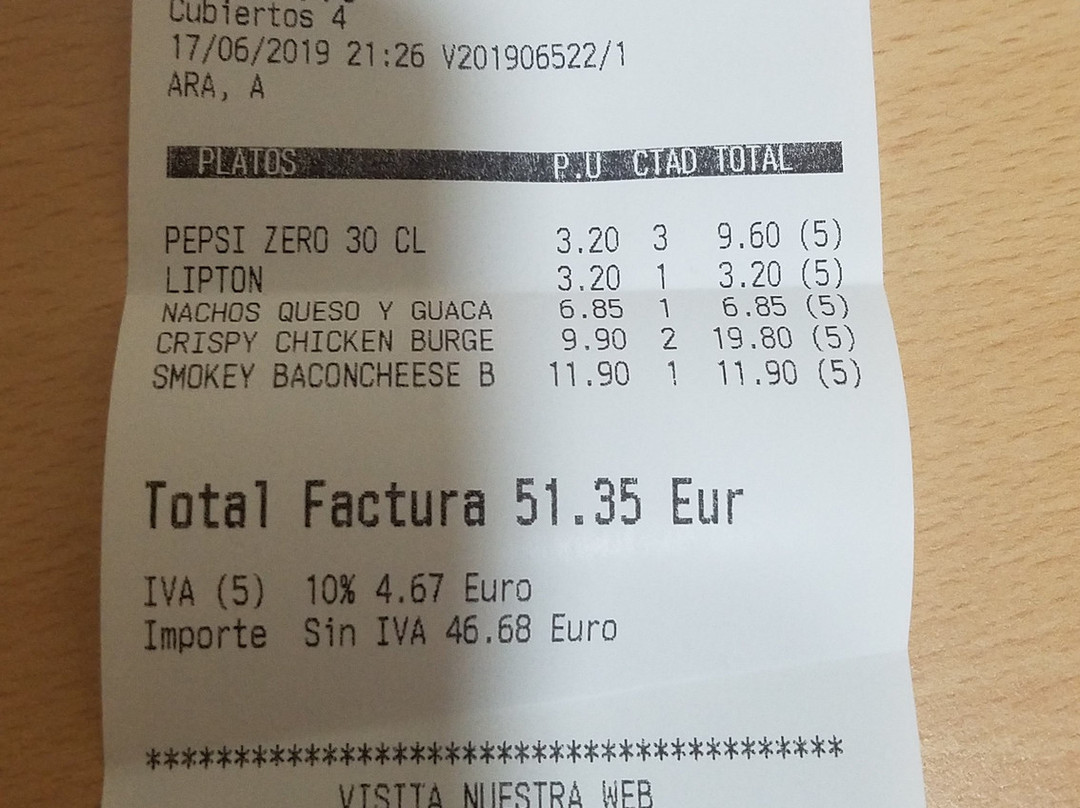 Cubiertos 4
17/06/2019 21:26 V201906522/1
ARA, A
PLATOS P.U CTAD TOTAL
PEPSI ZERO 30 CL 3.20 3 9.60 (5)
LIPTON 3.20 1 3.20 (5)
NACHOS QUESO Y GUACA 6.85 1 6.85 (5)
CRISPY CHICKEN BURGE 9.90 2 19.80 (5)
SMOKEY BACONCHEESE B 11.90 1 11.90 (5)
Total Factura 51.35 Eur
IVA (5) 10% 4.67 Euro
Importe Sin IVA 46.68 Euro
****************************************
VISITA NUESTRA WEB